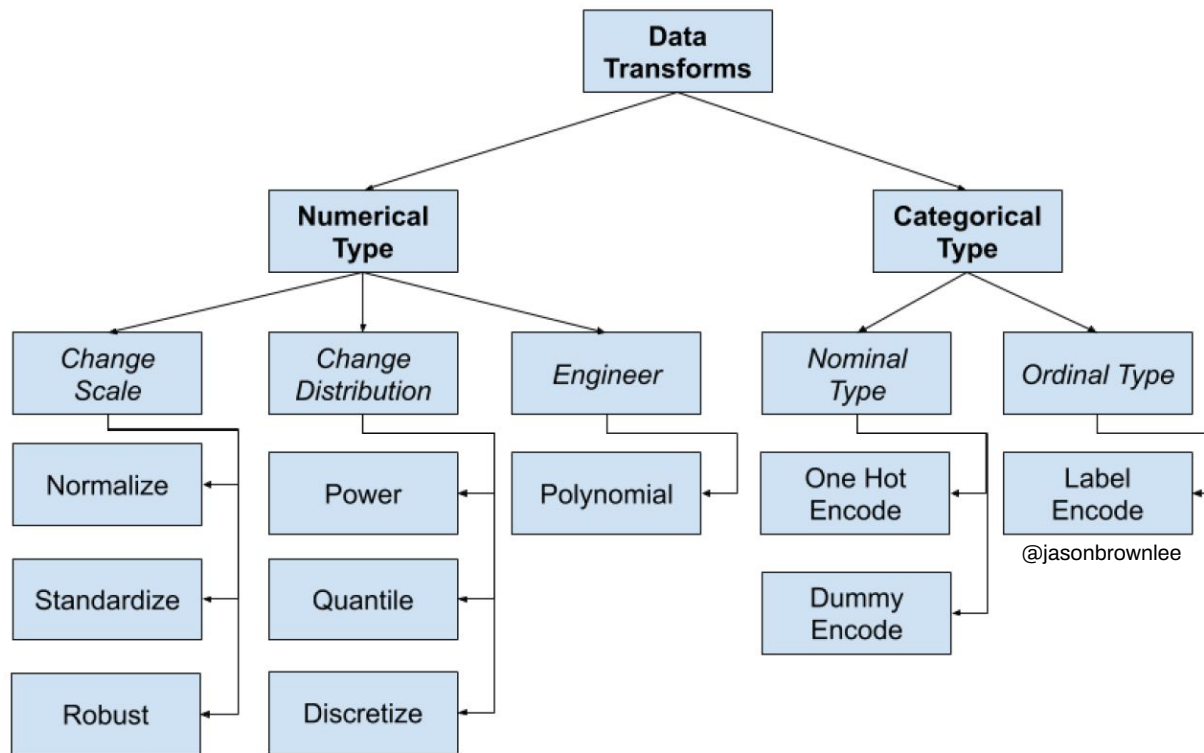 Data
Transforms
Numerical
Type
Categorical
Type
Change
Scale
Change
Distribution
Engineer
Nominal
Type
Ordinal Type
Normalize
Power
Polynomial
One Hot
Encode
Label
Encode
@jasonbrownlee
Standardize
Quantile
Dummy
Encode
Robust
Discretize